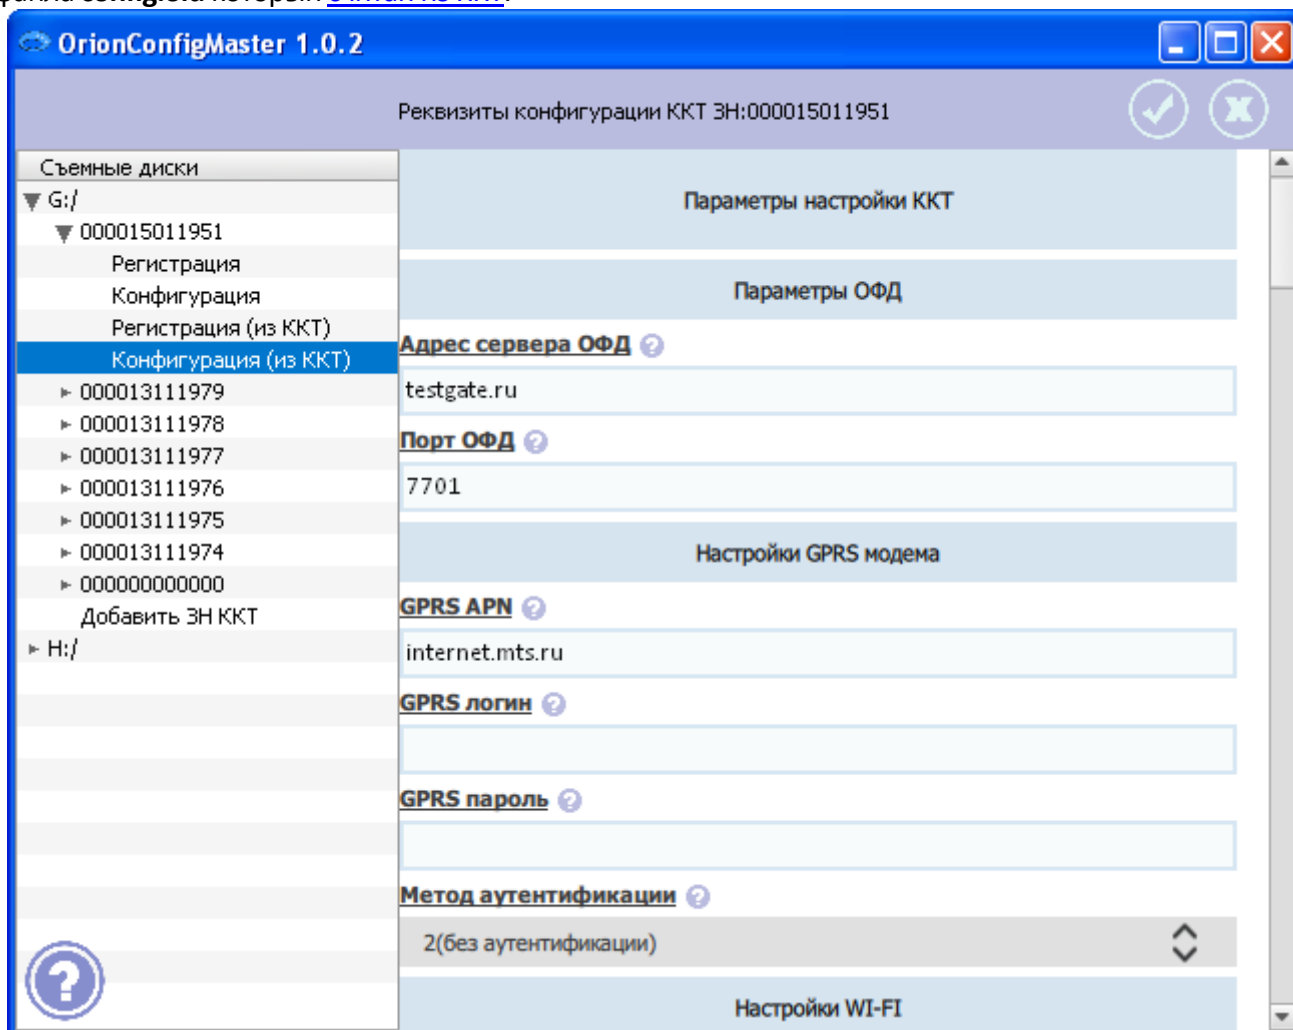 который
OrionConfigMaster 1.0.2
Реквизиты конфигурации ККТ ЗН:000015011951
Съемные диски
G:/
000015011951
Регистрация
Конфигурация
Регистрация (из ККТ)
Конфигурация (из ККТ)
000013111979
000013111978
000013111977
000013111976
000013111975
000013111974
000000000000
Добавить ЗН ККТ
H:/
Параметры настройки ККТ
Параметры ОФД
Адрес сервера ОФД ?
testgate.ru
Порт ОФД ?
7701
Настройки GPRS модема
GPRS APN ?
internet.mts.ru
GPRS логин ?
GPRS пароль ?
Метод аутентификации ?
2(без аутентификации)
Настройки WI-FI
?